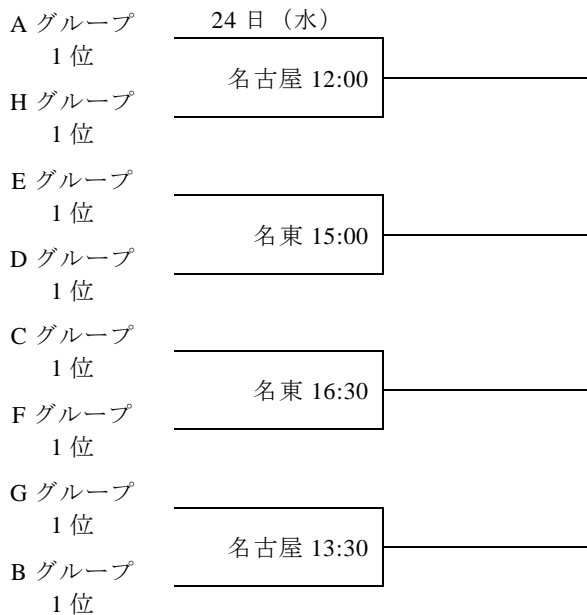 24 日（水）
A グループ
1 位
名古屋 12:00
H グループ
1 位
E グループ
1 位
名東 15:00
D グループ
1 位
C グループ
1 位
名東 16:30
F グループ
1 位
G グループ
1 位
名古屋 13:30
B グループ
1 位